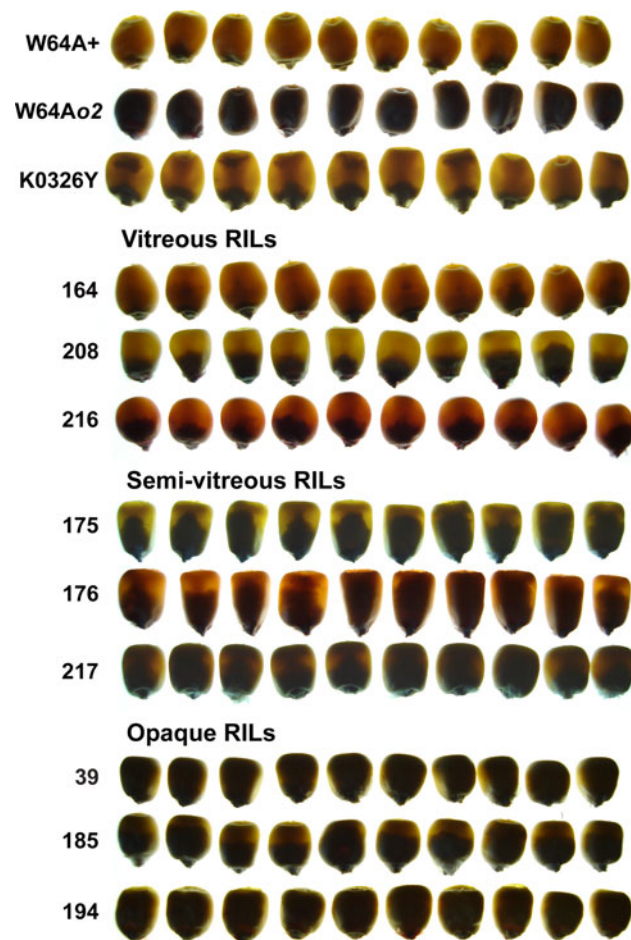 W64A+
W64Ao2
K0326Y
Vitreous RILs
164
208
216
Semi-vitreous RILs
175
176
217
Opaque RILs
39
185
194